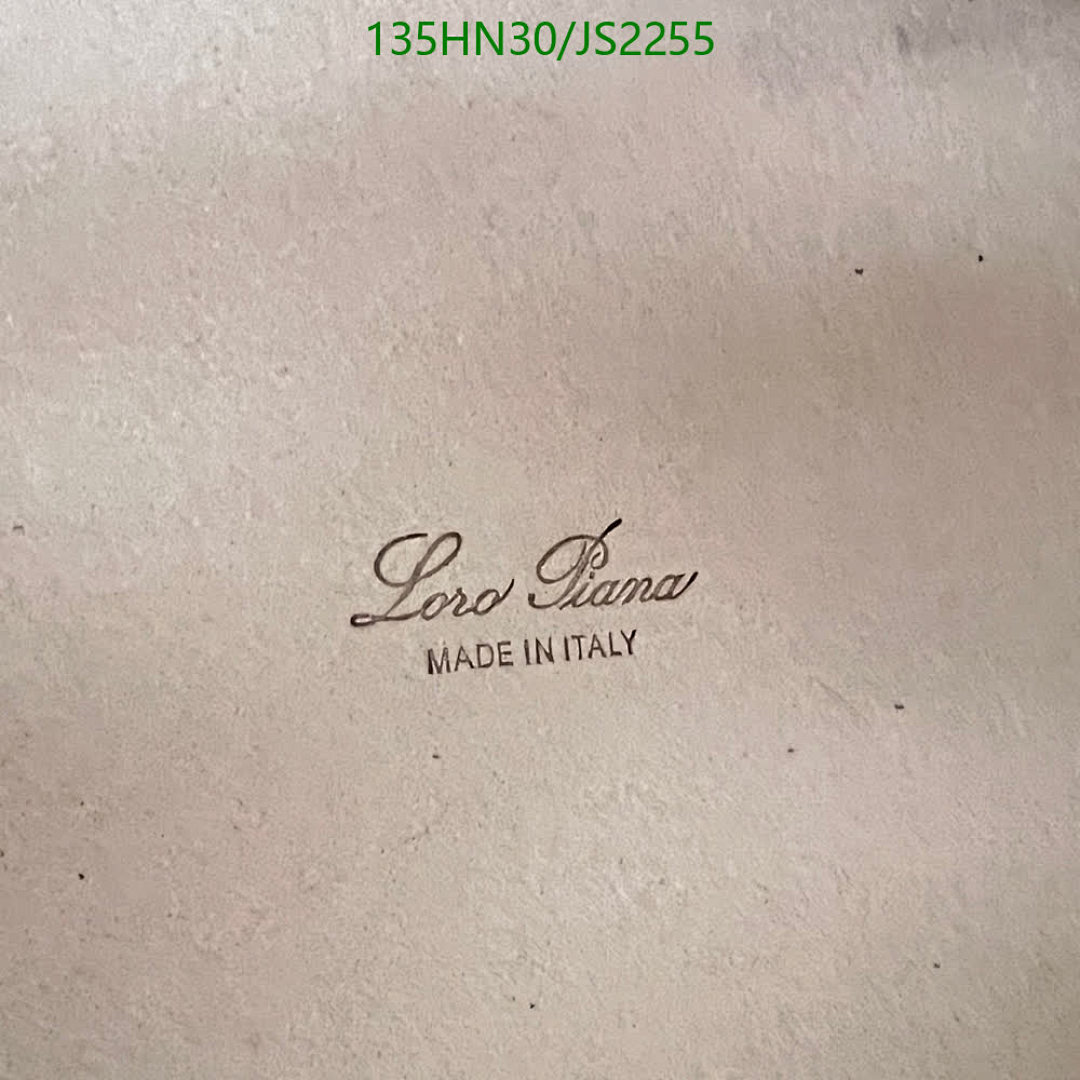 135HN30/JS2255
Loro Piana
MADE IN ITALY